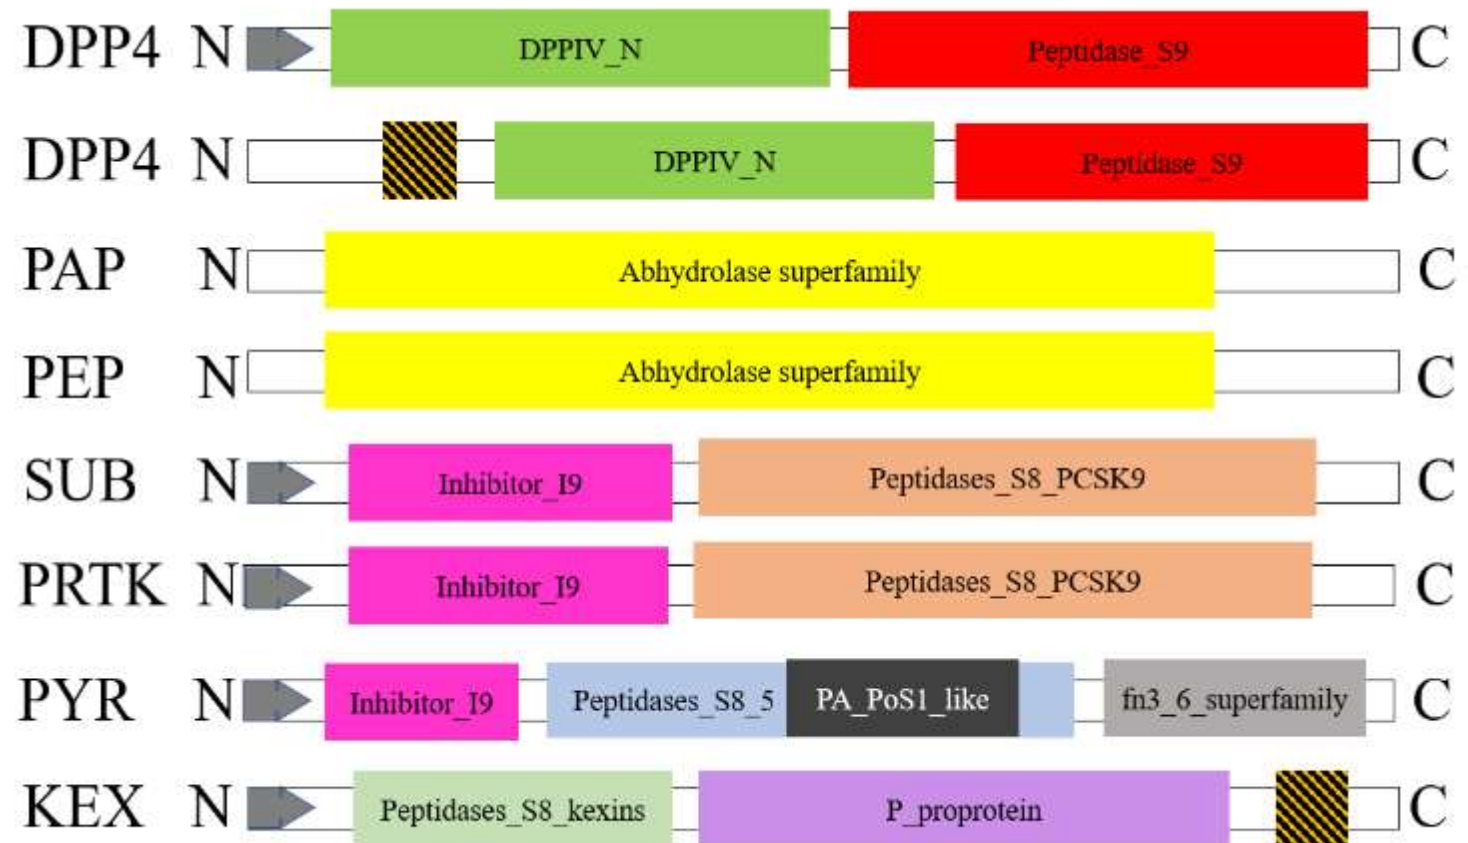 DPP4 N DPPIV_N Peptidase_S9 C
DPP4 N DPPIV_N Peptidase_S9 C
PAP N Abhydrolase superfamily C
PEP N Abhydrolase superfamily C
SUB N Inhibitor_I9 Peptidases_S8_PCSK9 C
PRTK N Inhibitor_I9 Peptidases_S8_PCSK9 C
PYR N Inhibitor_I9 Peptidases_S8_5 PA_PoS1_like fn3_6_superfamily C
KEX N Peptidases_S8_kexins P_proprotein C